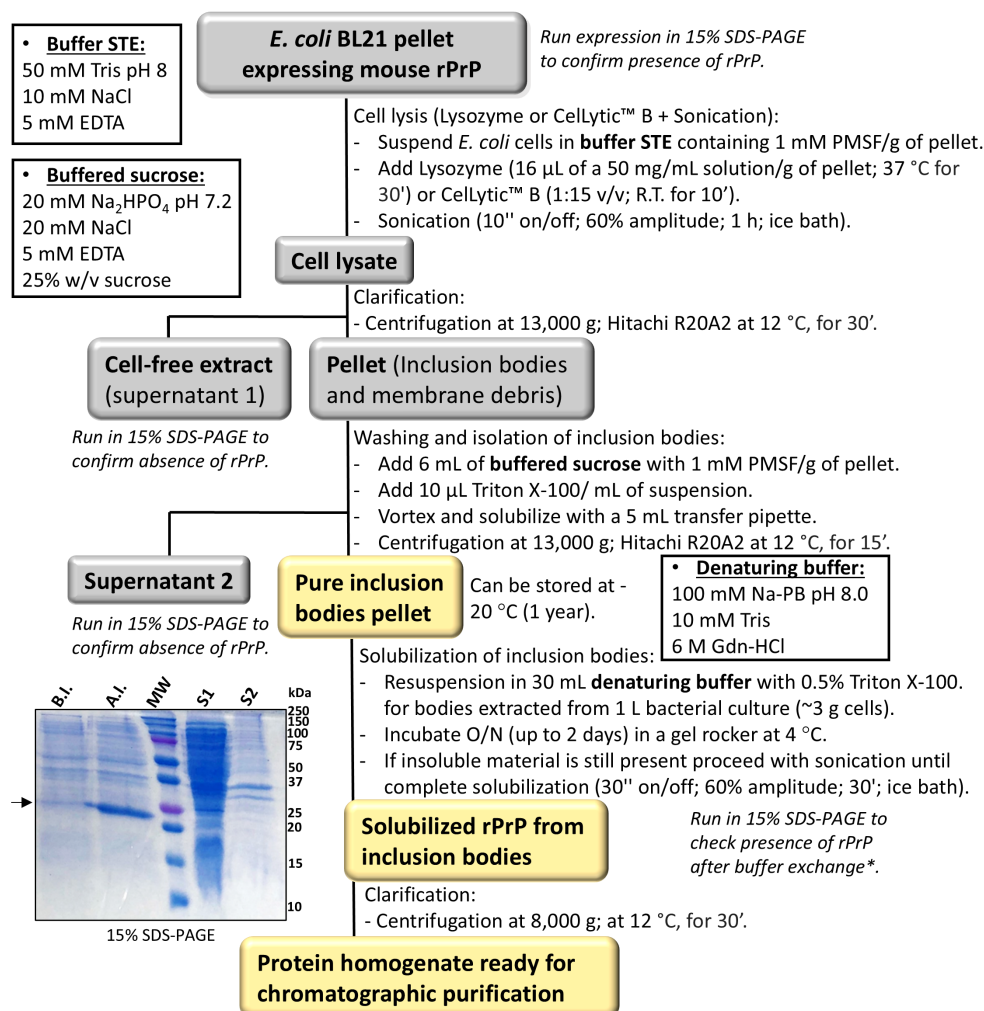 • Buffer STE:
50 mM Tris pH 8
10 mM NaCl
5 mM EDTA
E. coli BL21 pellet
expressing mouse rPrP
Run expression in 15% SDS-PAGE
to confirm presence of rPrP.
• Buffered sucrose:
20 mM Na₂HPO₄ pH 7.2
20 mM NaCl
5 mM EDTA
25% w/v sucrose
Cell lysis (Lysozyme or CelLytic™ B + Sonication):
- Suspend E. coli cells in buffer STE containing 1 mM PMSF/g of pellet.
- Add Lysozyme (16 µL of a 50 mg/mL solution/g of pellet; 37 °C for
30') or CelLytic™ B (1:15 v/v; R.T. for 10’).
- Sonication (10'' on/off; 60% amplitude; 1 h; ice bath).
Cell lysate
Clarification:
- Centrifugation at 13,000 g; Hitachi R20A2 at 12 °C, for 30’.
Cell-free extract
(supernatant 1)
Pellet (Inclusion bodies
and membrane debris)
Run in 15% SDS-PAGE to
confirm absence of rPrP.
Washing and isolation of inclusion bodies:
- Add 6 mL of buffered sucrose with 1 mM PMSF/g of pellet.
- Add 10 µL Triton X-100/ mL of suspension.
- Vortex and solubilize with a 5 mL transfer pipette.
- Centrifugation at 13,000 g; Hitachi R20A2 at 12 °C, for 15’.
Supernatant 2
Pure inclusion
bodies pellet
Can be stored at -
20 °C (1 year).
• Denaturing buffer:
100 mM Na-PB pH 8.0
10 mM Tris
6 M Gdn-HCl
Run in 15% SDS-PAGE to
confirm absence of rPrP.
Solubilization of inclusion bodies:
- Resuspension in 30 mL denaturing buffer with 0.5% Triton X-100.
for bodies extracted from 1 L bacterial culture (~3 g cells).
- Incubate O/N (up to 2 days) in a gel rocker at 4 °C.
- If insoluble material is still present proceed with sonication until
complete solubilization (30'' on/off; 60% amplitude; 30'; ice bath).
B.I.
A.I.
MW
S1
S2
kDa
250
150
100
75
50
37
25
20
15
10
15% SDS-PAGE
Solubilized rPrP from
inclusion bodies
Run in 15% SDS-PAGE to
check presence of rPrP
after buffer exchange*.
Clarification:
- Centrifugation at 8,000 g; at 12 °C, for 30’.
Protein homogenate ready for
chromatographic purification